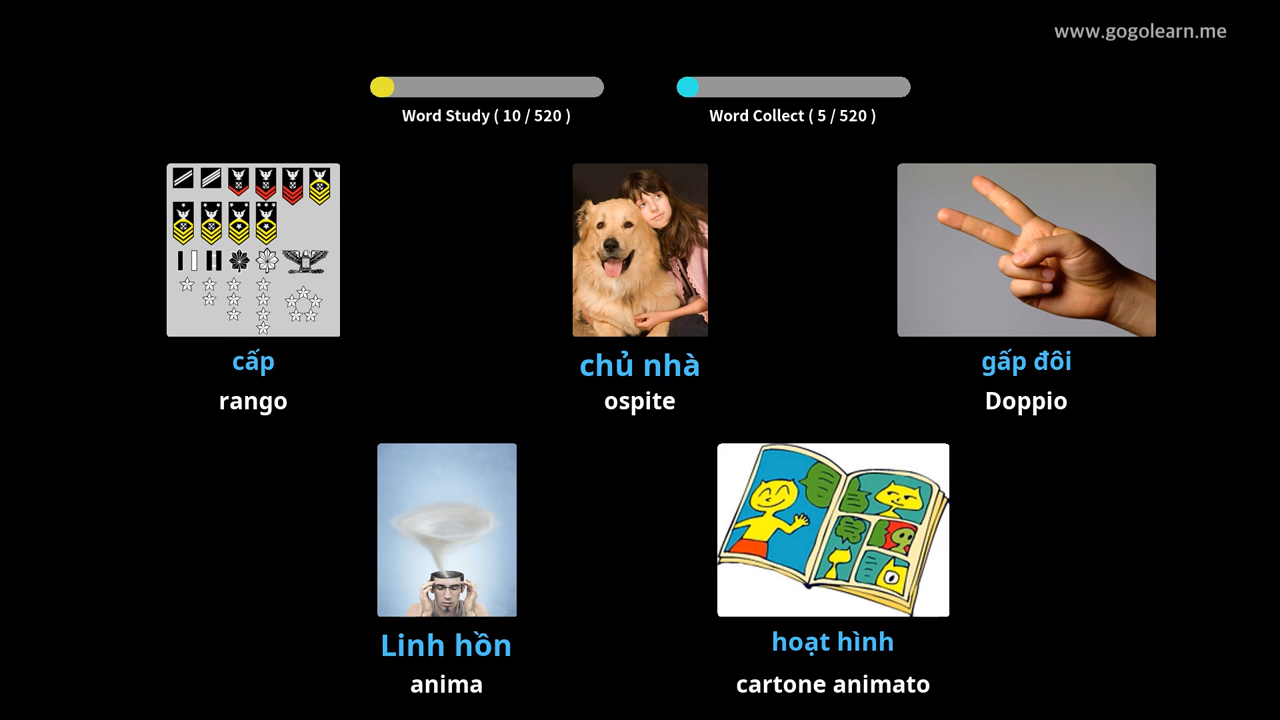 www.gogolearn.me
Word Study ( 10 / 520 )
Word Collect ( 5 / 520 )
cấp
rango
chủ nhà
ospite
gấp đôi
Doppio
Linh hồn
anima
hoạt hình
cartone animato